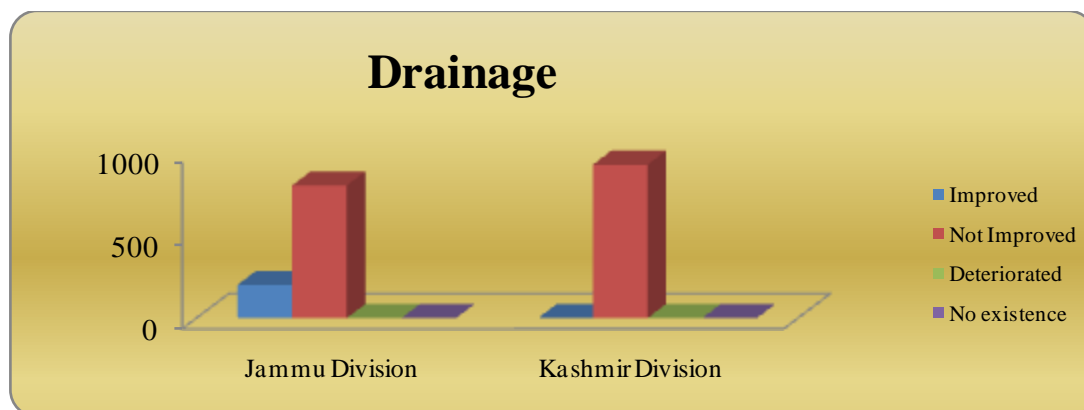 Drainage
1000
500
0
Jammu Division
Kashmir Division
Improved
Not Improved
Deteriorated
No existence